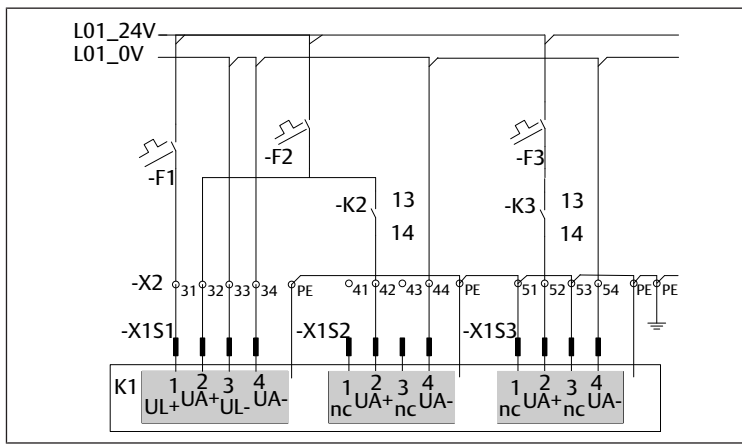 L01_24V
L01_0V
-F1
-F2
-F3
-K2 13
14
-K3 13
14
-X2 31 32 33 34 PE 41 42 43 44 PE 51 52 53 54 PE PE
-X1S1 -X1S2 -X1S3
K1 1 2 3 4 1 2 3 4 1 2 3 4
UL+ UA+ UL- UA- nc UA+ nc UA- nc UA+ nc UA-